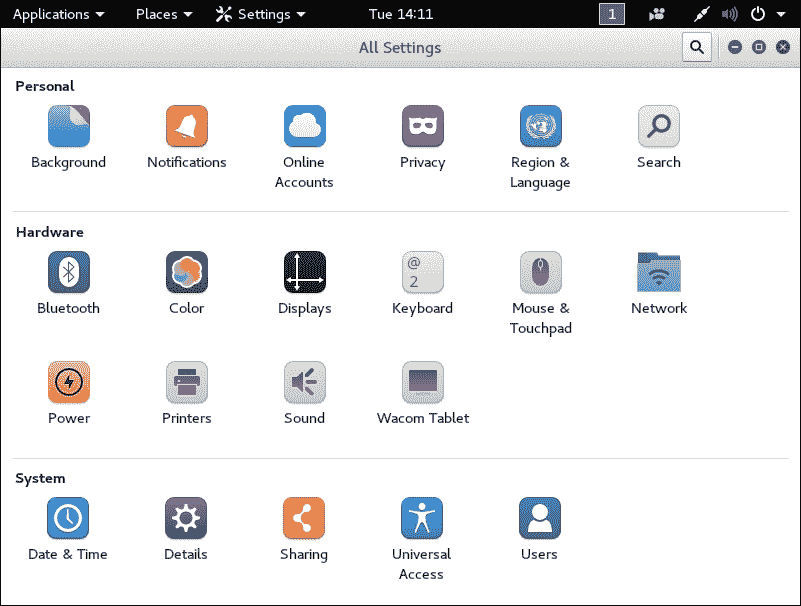 Applications Places Settings Tue 14:11 1
All Settings
Personal
Background Notifications Online Accounts Privacy Region & Language Search
Hardware
Bluetooth Color Displays @ 2 Keyboard Mouse & Touchpad Network
Power Printers Sound Wacom Tablet
System
Date & Time Details Sharing Universal Access Users